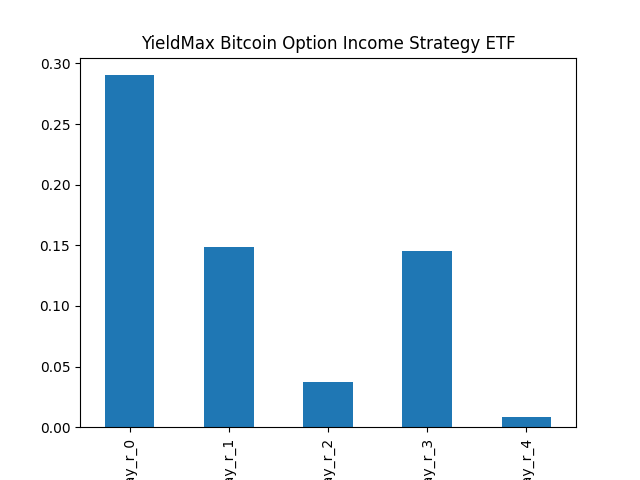 YieldMax Bitcoin Option Income Strategy ETF
0.30
0.25
0.20
0.15
0.10
0.05
0.00
ay_r_0
ay_r_1
ay_r_2
ay_r_3
ay_r_4